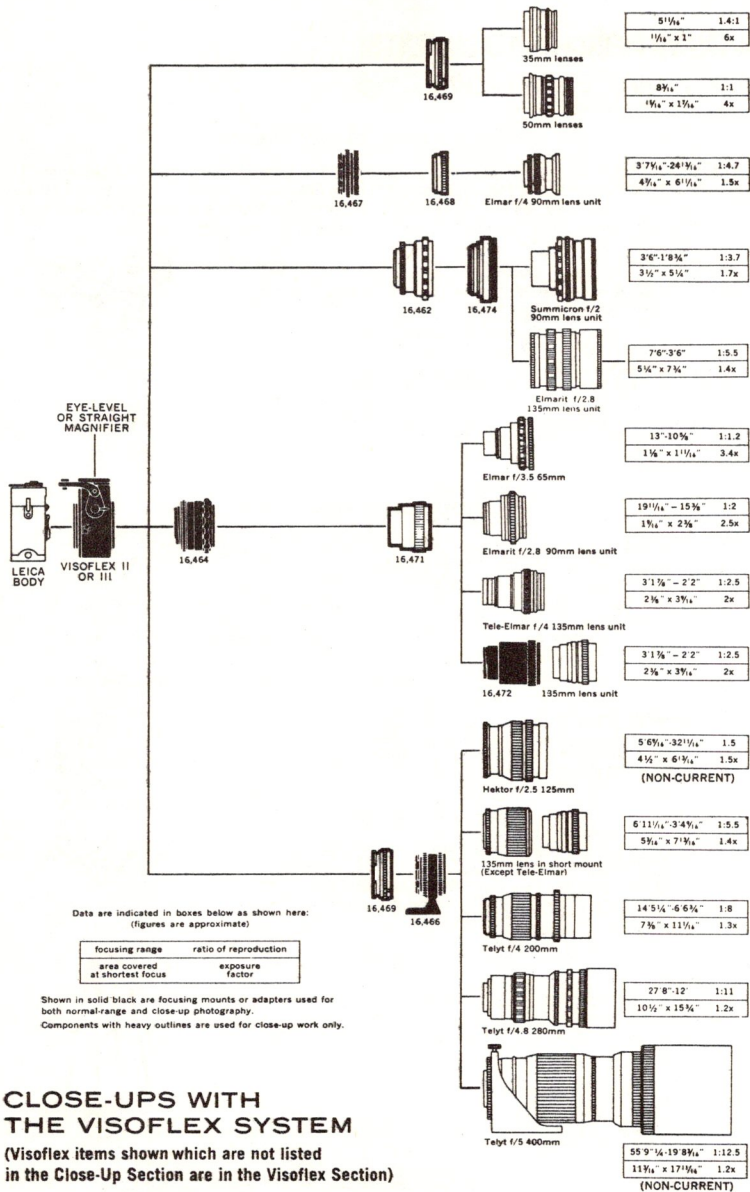 5 11/16" 1.4:1
11/16" x 1" 6x
35mm lenses
16,469
8 3/16" 1:1
15/16" x 1 7/16" 4x
50mm lenses
3'7 1/16"-24 13/16" 1:4.7
4 3/16" x 6 11/16" 1.5x
16,467 16,468 Elmar f/4 90mm lens unit
3'6"-1'8 3/4" 1:3.7
3 1/2" x 5 1/4" 1.7x
16,462 16,474 Summicron f/2
90mm lens unit
7'6"-3'6" 1:5.5
5 1/4" x 7 3/4" 1.4x
Elmarit f/2.8
135mm lens unit
EYE-LEVEL
OR STRAIGHT
MAGNIFIER
LEICA
BODY
VISOFLEX II
OR III
16,464
16,471
13"-10 5/8" 1:1.2
1 1/8" x 1 11/16" 3.4x
Elmar f/3.5 65mm
19 11/16" – 15 3/8" 1:2
1 9/16" x 2 3/8" 2.5x
Elmarit f/2.8 90mm lens unit
3'1 7/8" – 2'2" 1:2.5
2 3/8" x 3 9/16" 2x
Tele-Elmar f/4 135mm lens unit
3'1 7/8" – 2'2" 1:2.5
2 3/8" x 3 9/16" 2x
16,472 135mm lens unit
5'6 9/16"-32 11/16" 1.5
4 1/2" x 6 13/16" 1.5x
(NON-CURRENT)
Hektor f/2.5 125mm
6'11 1/16"-3'4 9/16" 1:5.5
5 3/16" x 7 13/16" 1.4x
135mm lens in short mount
(Except Tele-Elmar)
16,469
16,466
14'5 1/4"-6'6 3/4" 1:8
7 3/8" x 11 1/16" 1.3x
Telyt f/4 200mm
27'8"-12' 1:11
10 1/2" x 15 3/4" 1.2x
Telyt f/4.8 280mm
Telyt f/5 400mm
55'9" 1/4-19'8 3/16" 1:12.5
11 3/16" x 17 11/16" 1.2x
(NON-CURRENT)
Data are indicated in boxes below as shown here:
(figures are approximate)
focusing range ratio of reproduction
area covered
at shortest focus
exposure
factor
Shown in solid black are focusing mounts or adapters used for
both normal-range and close-up photography.
Components with heavy outlines are used for close-up work only.
CLOSE-UPS WITH
THE VISOFLEX SYSTEM
(Visoflex items shown which are not listed
in the Close-Up Section are in the Visoflex Section)